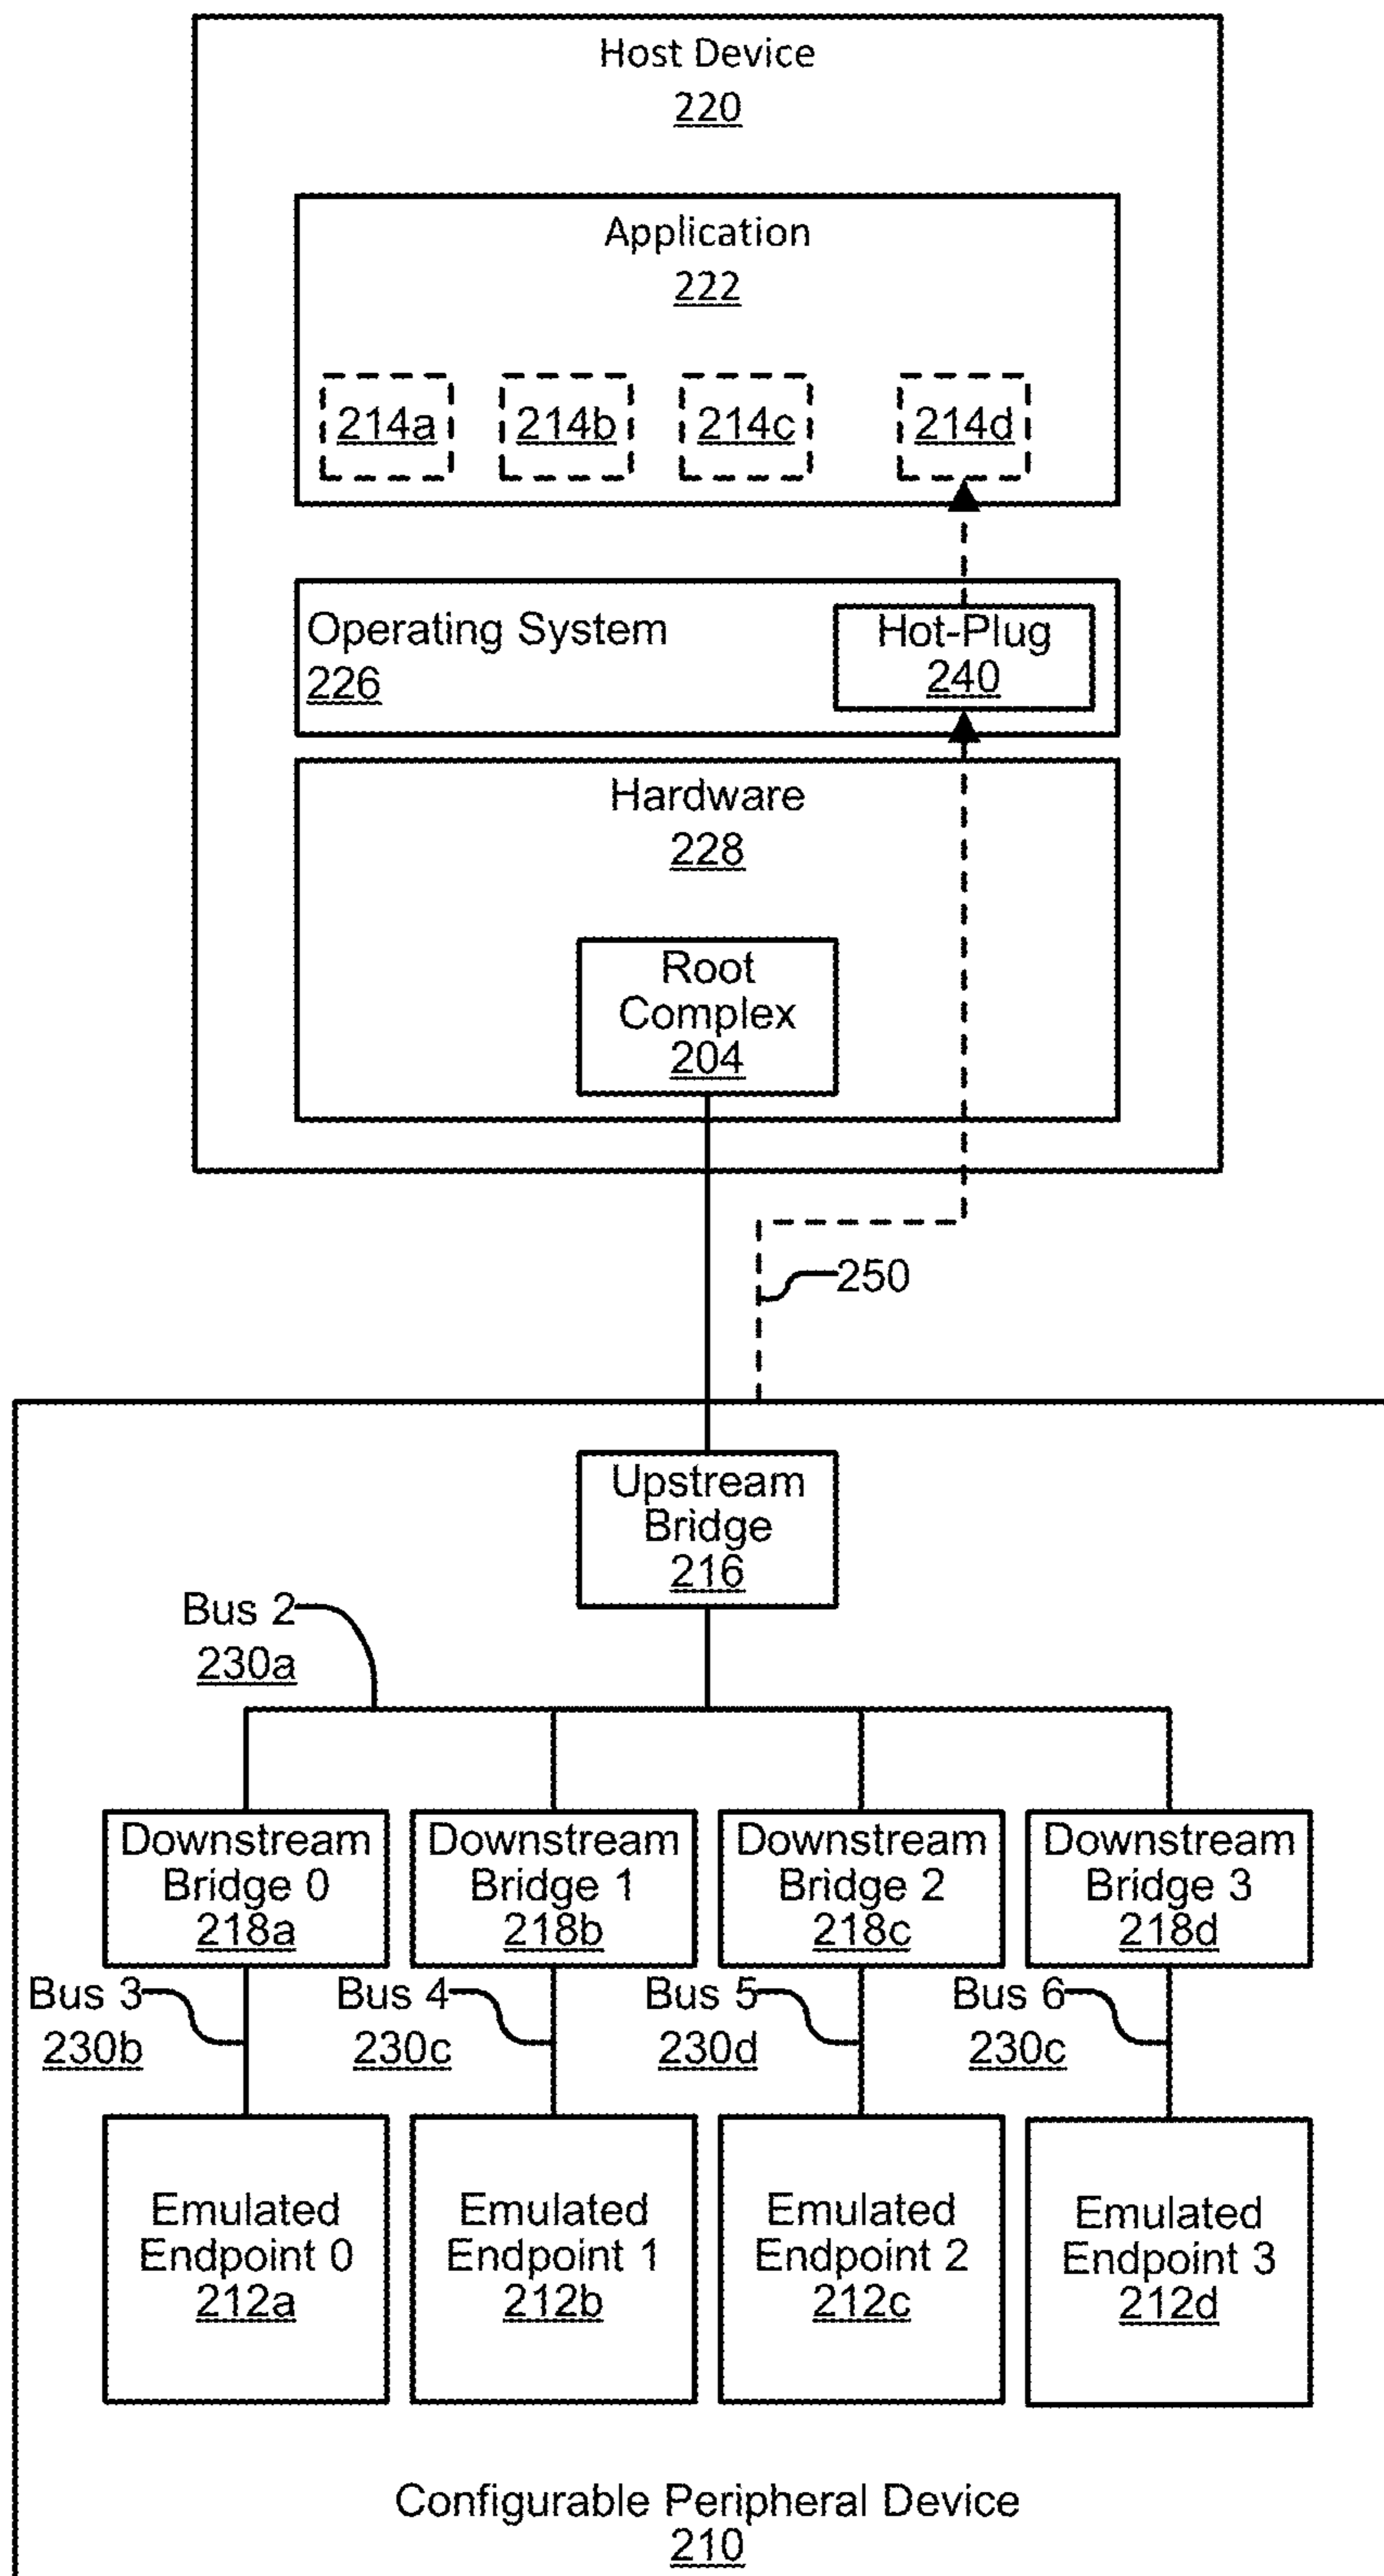 Host Device
220
Application
222
214a 214b 214c 214d
Operating System
226
Hot-Plug
240
Hardware
228
Root
Complex
204
250
Upstream
Bridge
216
Bus 2
230a
Downstream
Bridge 0
218a
Downstream
Bridge 1
218b
Downstream
Bridge 2
218c
Downstream
Bridge 3
218d
Bus 3
230b
Bus 4
230c
Bus 5
230d
Bus 6
230c
Emulated
Endpoint 0
212a
Emulated
Endpoint 1
212b
Emulated
Endpoint 2
212c
Emulated
Endpoint 3
212d
Configurable Peripheral Device
210